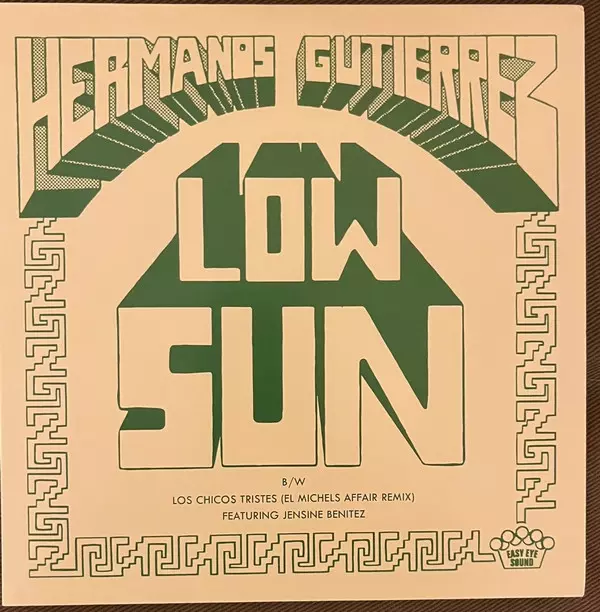 HERMANOS GUTIERREZ
LOW
SUN
B/W
LOS CHICOS TRISTES (EL MICHELS AFFAIR REMIX)
FEATURING JENSINE BENITEZ
EASY EYE
SOUND